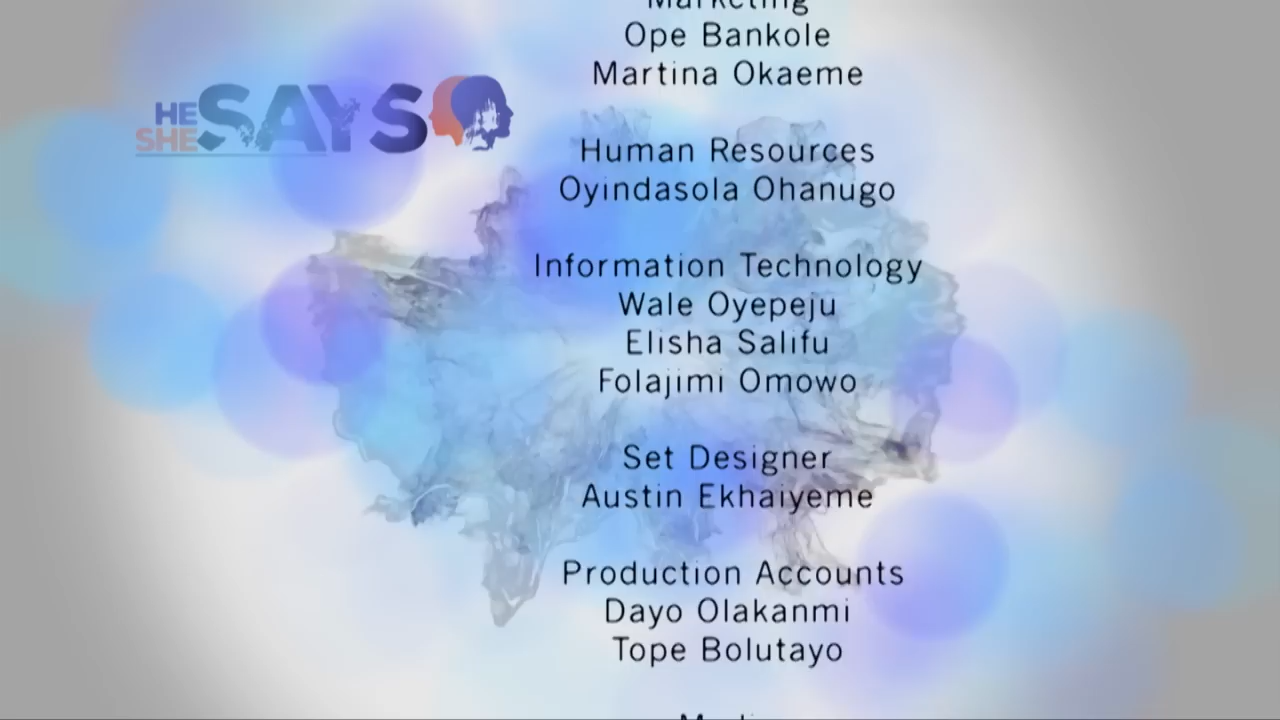 HE
SHE
SAYS
Marketing
Ope Bankole
Martina Okaeme
Human Resources
Oyindasola Ohanugo
Information Technology
Wale Oyepeju
Elisha Salifu
Folajimi Omowo
Set Designer
Austin Ekhaiyeme
Production Accounts
Dayo Olakanmi
Tope Bolutayo